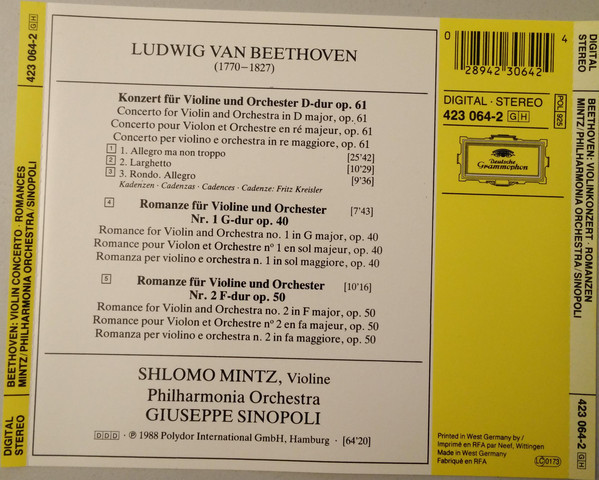 DIGITAL
STEREO
BEETHOVEN: VIOLIN CONCERTO · ROMANCES
MINTZ/PHILHARMONIA ORCHESTRA/SINOPOLI
423 064-2 GH
LUDWIG VAN BEETHOVEN
(1770–1827)
Konzert für Violine und Orchester D-dur op. 61
Concerto for Violin and Orchestra in D major, op. 61
Concerto pour Violon et Orchestre en ré majeur, op. 61
Concerto per violino e orchestra in re maggiore, op. 61
1 1. Allegro ma non troppo [25'42]
2 2. Larghetto [10'29]
3 3. Rondo. Allegro [9'36]
Kadenzen · Cadenzas · Cadences · Cadenze: Fritz Kreisler
4 Romanze für Violine und Orchester [7'43]
Nr. 1 G-dur op. 40
Romance for Violin and Orchestra no. 1 in G major, op. 40
Romance pour Violon et Orchestre nº 1 en sol majeur, op. 40
Romanza per violino e orchestra n. 1 in sol maggiore, op. 40
5 Romanze für Violine und Orchester [10'16]
Nr. 2 F-dur op. 50
Romance for Violin and Orchestra no. 2 in F major, op. 50
Romance pour Violon et Orchestre nº 2 en fa majeur, op. 50
Romanza per violino e orchestra n. 2 in fa maggiore, op. 50
SHLOMO MINTZ, Violine
Philharmonia Orchestra
GIUSEPPE SINOPOLI
DDD · ℗ 1988 Polydor International GmbH, Hamburg · [64'20]
0 28942 30642 4
DIGITAL · STEREO
423 064-2 GH
POL 925
Deutsche
Grammophon
Printed in West Germany by /
Imprimé en RFA par Neef, Wittingen
Made in West Germany
Fabriqué en RFA
LC 0173
DIGITAL
STEREO
BEETHOVEN: VIOLINKONZERT · ROMANZEN
MINTZ/PHILHARMONIA ORCHESTRA/SINOPOLI
423 064-2 GH